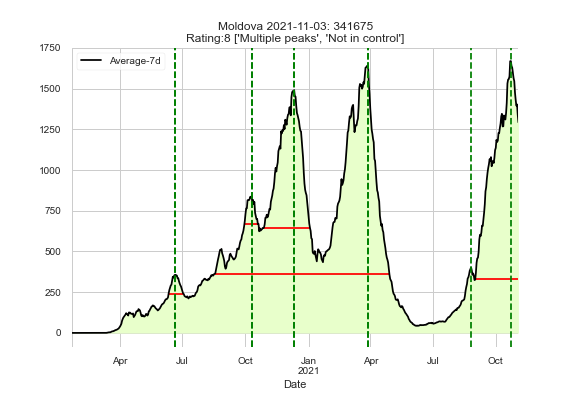 Moldova 2021-11-03: 341675
Rating:8 ['Multiple peaks', 'Not in control']
1750
Average-7d
1500
1250
1000
750
500
250
0
Apr Jul Oct Jan Apr Jul Oct
2021
Date